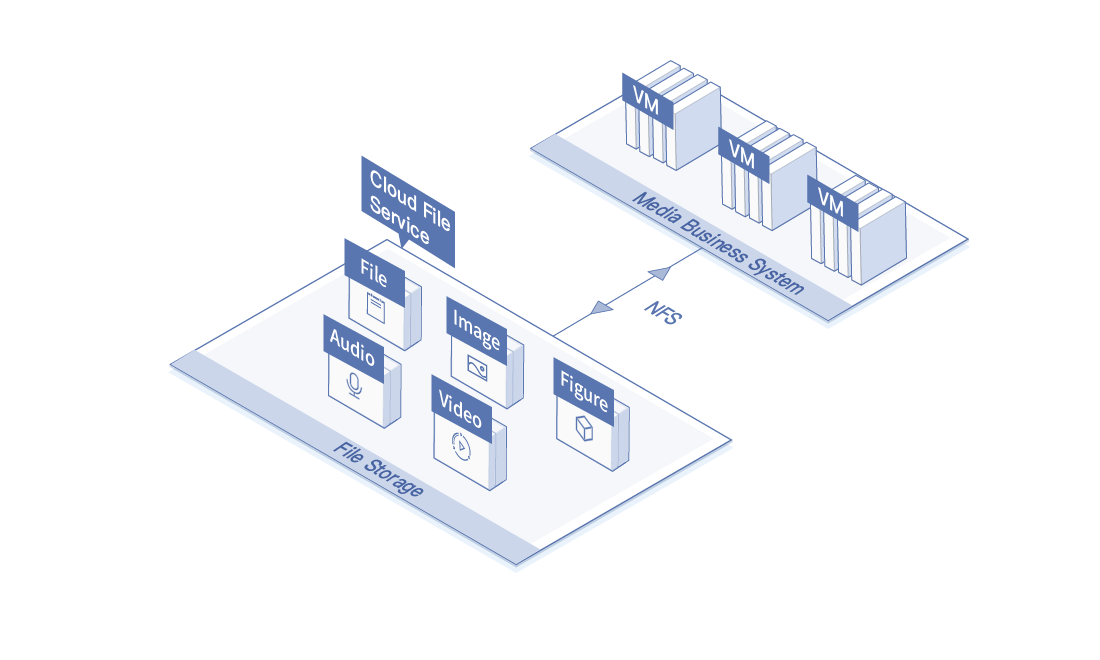 VM
VM
VM
Media Business System
Cloud File
Service
File
Image
Audio
Figure
Video
File Storage
NFS